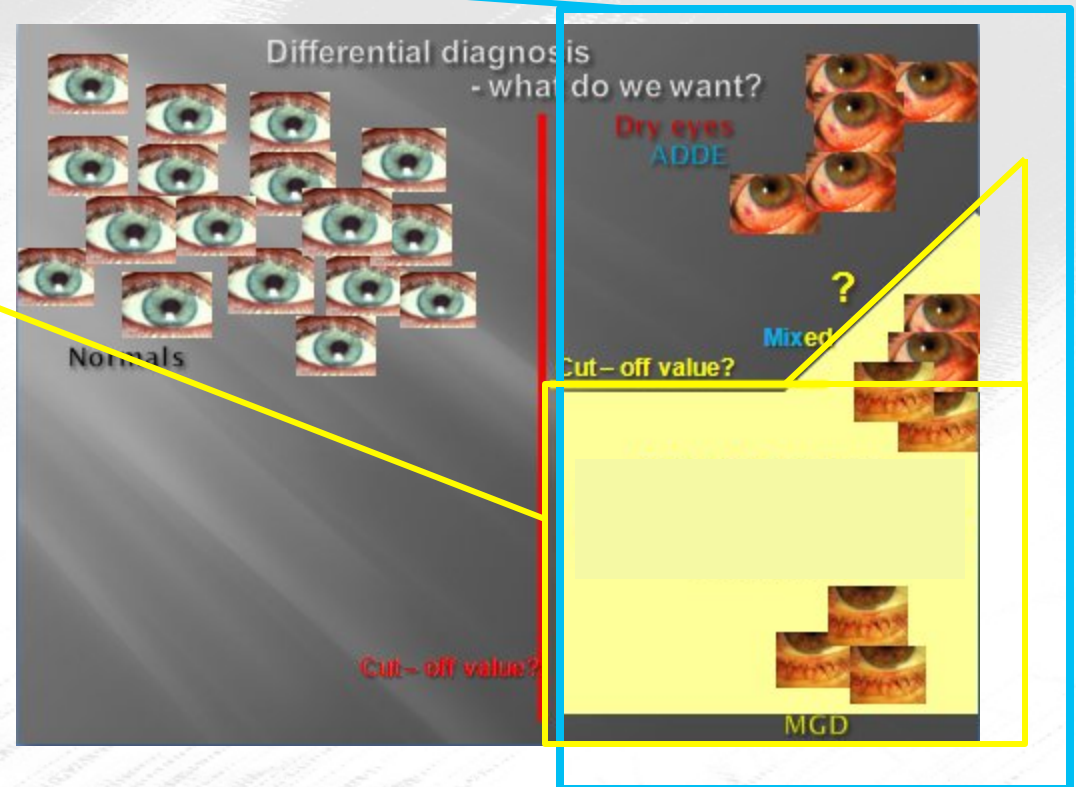 Differential diagnosis
- what do we want?
Dry eyes
ADDE
?
Mixed
Normals
Cut – off value?
Cut – off value?
MGD